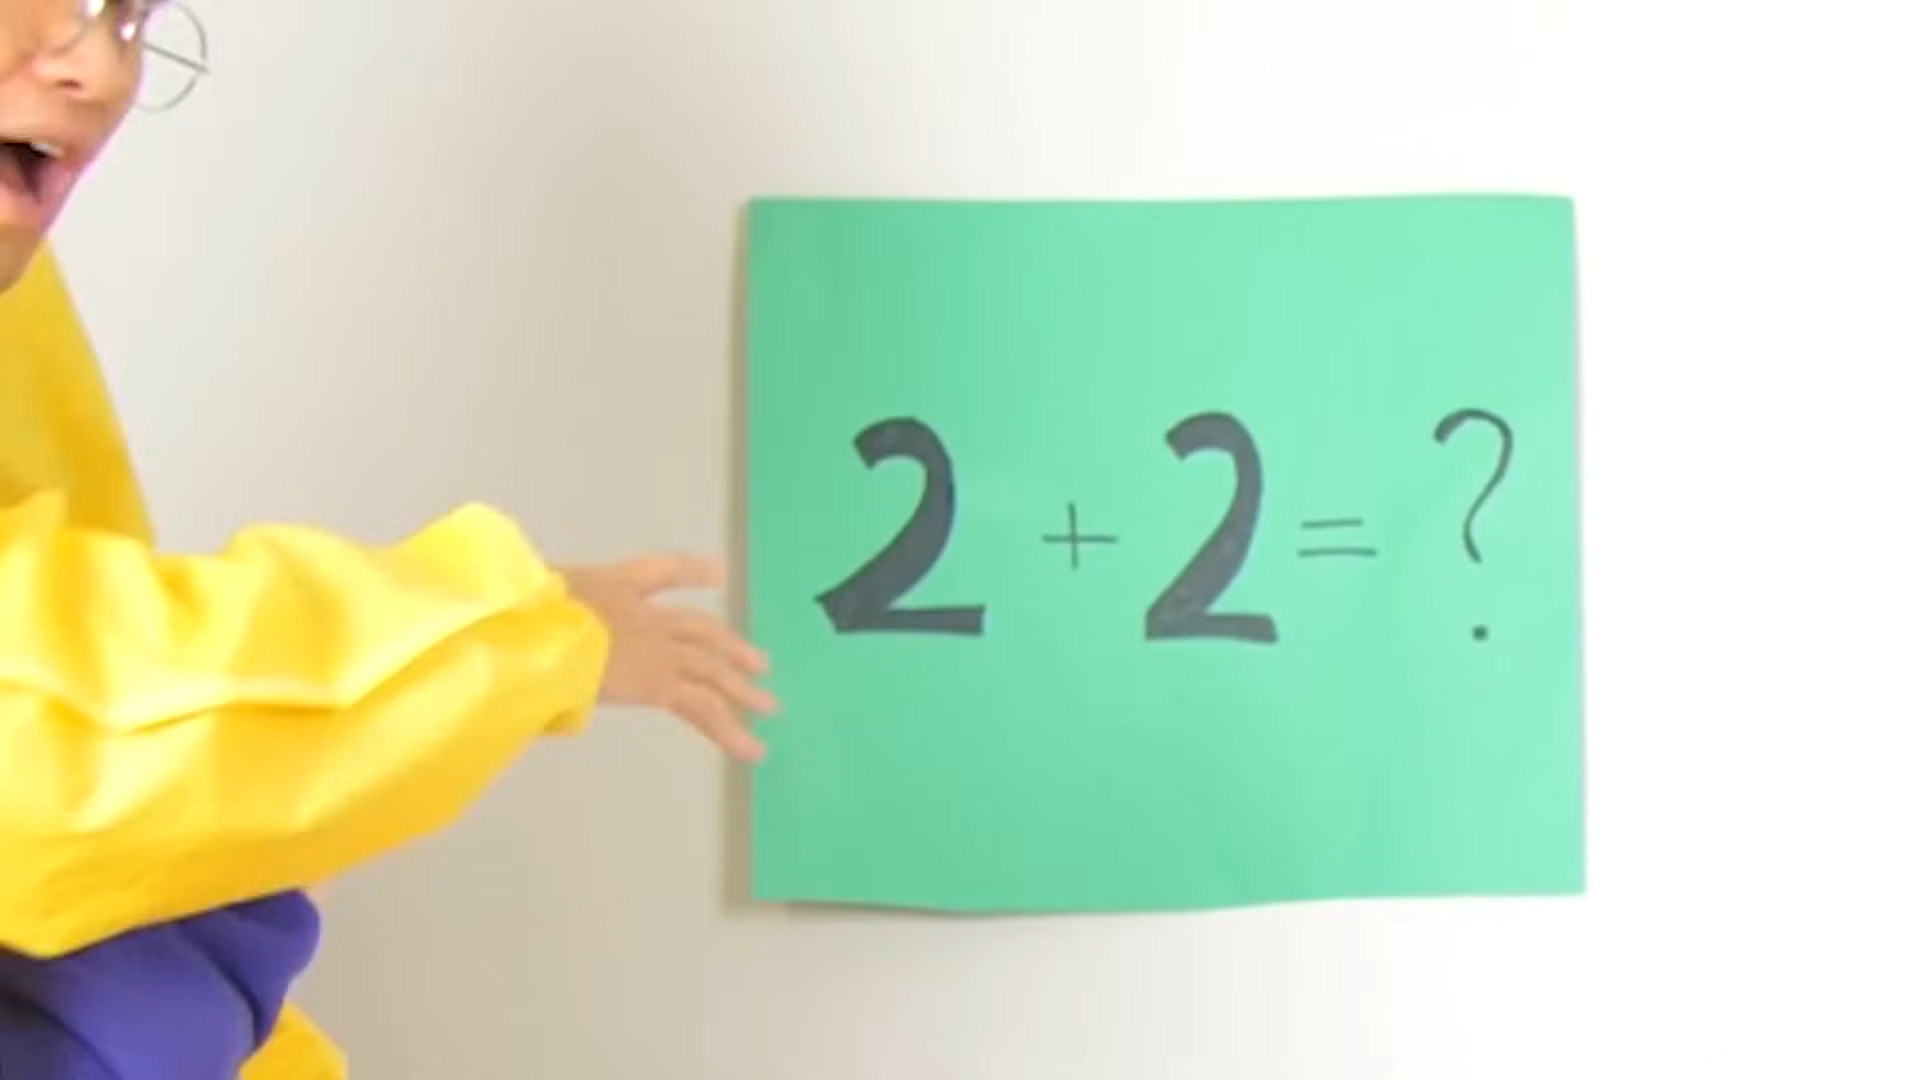 2 + 2 = ?